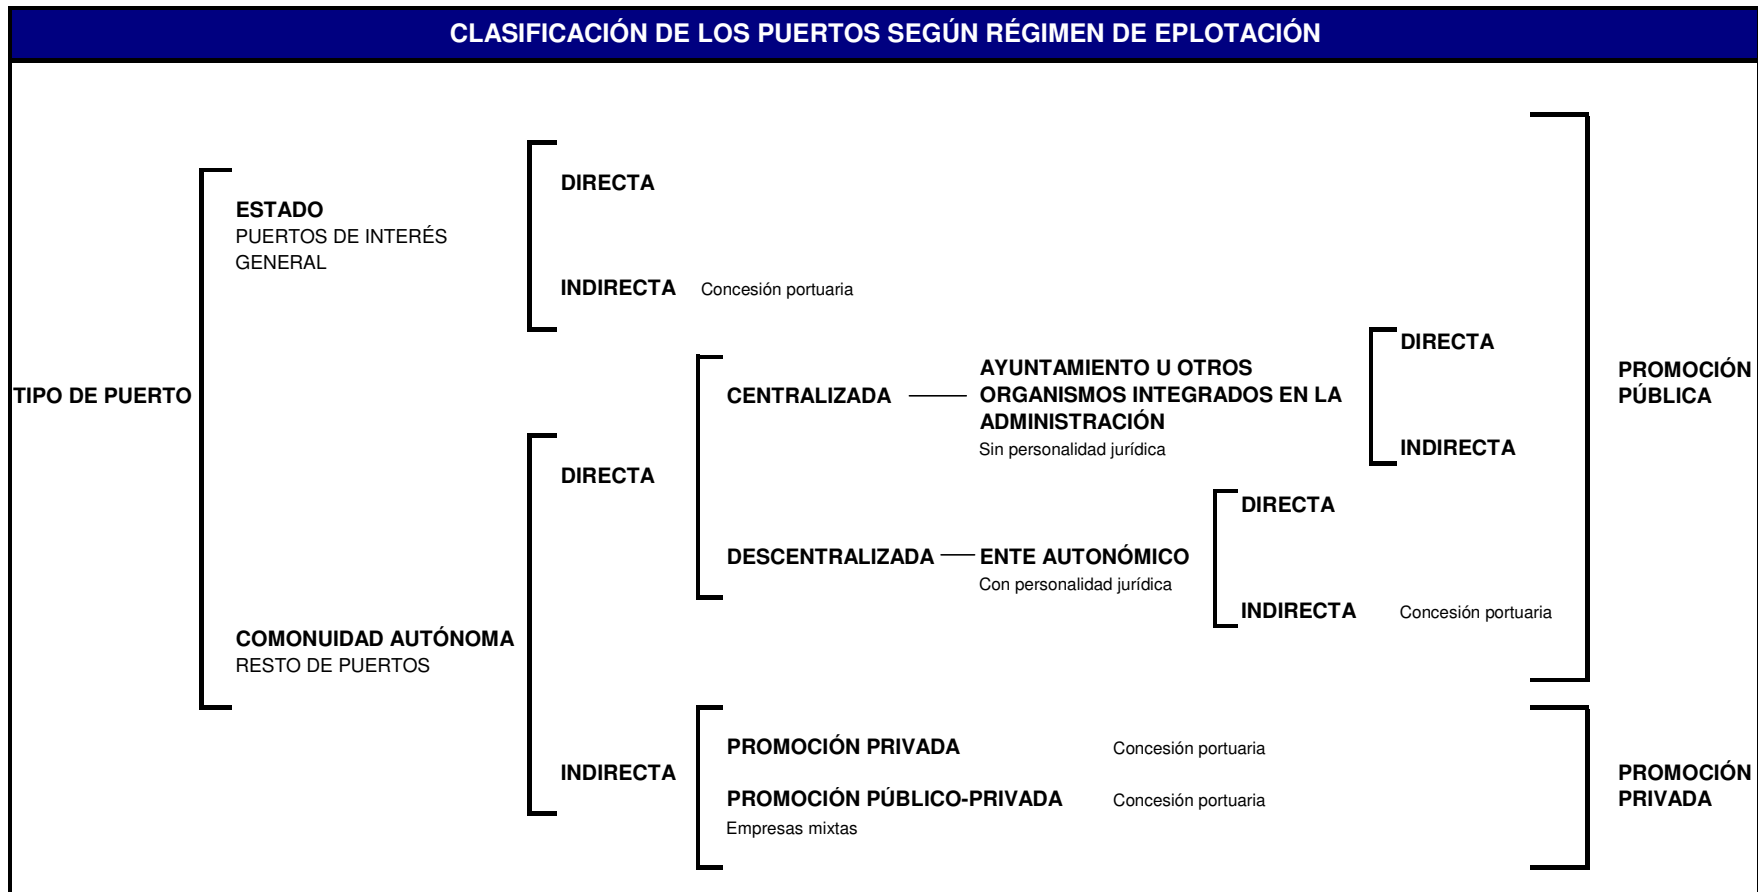 CLASIFICACIÓN DE LOS PUERTOS SEGÚN RÉGIMEN DE EPLOTACIÓN
TIPO DE PUERTO
ESTADO
PUERTOS DE INTERÉS
GENERAL
DIRECTA
INDIRECTA Concesión portuaria
COMONUIDAD AUTÓNOMA
RESTO DE PUERTOS
DIRECTA
CENTRALIZADA
AYUNTAMIENTO U OTROS
ORGANISMOS INTEGRADOS EN LA
ADMINISTRACIÓN
Sin personalidad jurídica
DIRECTA
INDIRECTA
DESCENTRALIZADA
ENTE AUTONÓMICO
Con personalidad jurídica
DIRECTA
INDIRECTA Concesión portuaria
INDIRECTA
PROMOCIÓN PRIVADA Concesión portuaria
PROMOCIÓN PÚBLICO-PRIVADA Concesión portuaria
Empresas mixtas
PROMOCIÓN
PÚBLICA
PROMOCIÓN
PRIVADA